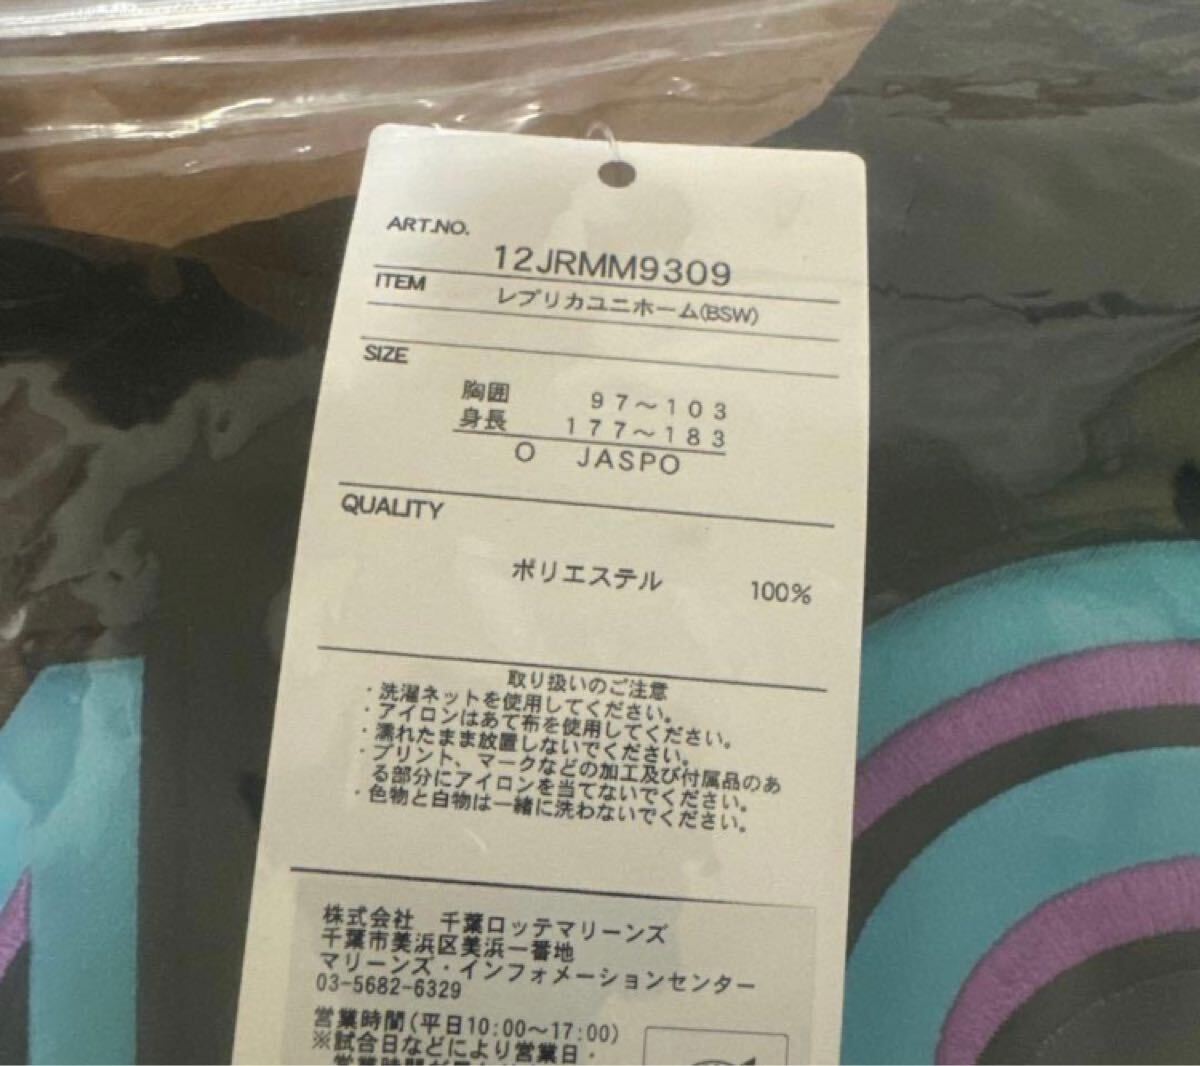 ART.NO.
12JRMM9309
ITEM
レプリカユニホーム(BSW)
SIZE
胸囲 97～103
身長 177～183
O JASPO
QUALITY
ポリエステル 100%
取り扱いのご注意
・洗濯ネットを使用してください。
・アイロンはあて布を使用してください。
・濡れたまま放置しないでください。
・プリント、マークなどの加工及び付属品のあ
る部分にアイロンを当てないでください。
・色物と白物は一緒に洗わないでください。
株式会社 千葉ロッテマリーンズ
千葉市美浜区美浜一番地
マリーンズ・インフォメーションセンター
03-5682-6329
営業時間(平日10:00～17:00)
※試合日などにより営業日・